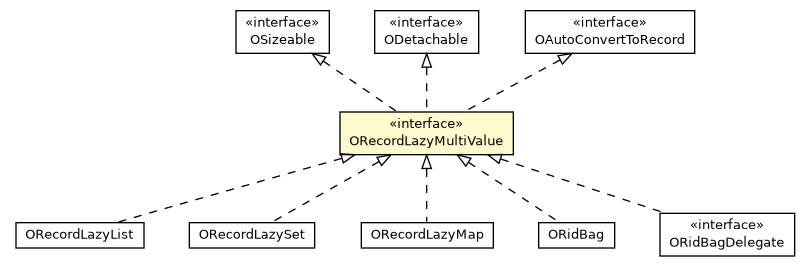 «interface»
OSizeable
«interface»
ODetachable
«interface»
OAutoConvertToRecord
«interface»
ORecordLazyMultiValue
ORecordLazyList
ORecordLazySet
ORecordLazyMap
ORidBag
«interface»
ORidBagDelegate